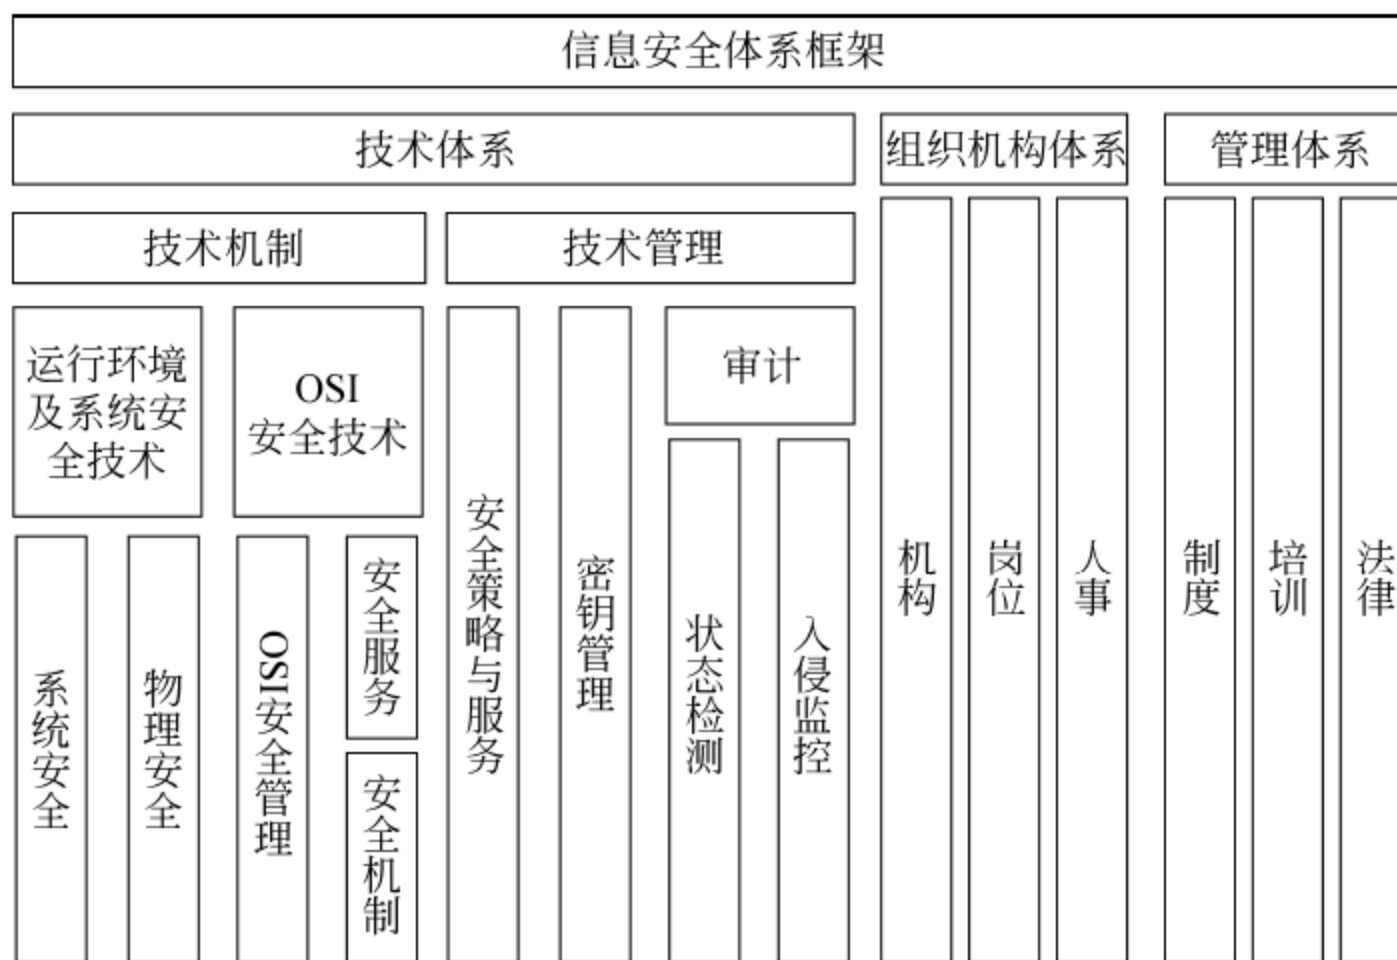 信息安全体系框架
技术体系
组织机构体系
管理体系
技术机制
技术管理
运行环境
及系统安
全技术
OSI
安全技术
审计
系统安全
物理安全
OSI安全管理
安全服务
安全机制
安全策略与服务
密钥管理
状态检测
入侵监控
机构
岗位
人事
制度
培训
法律